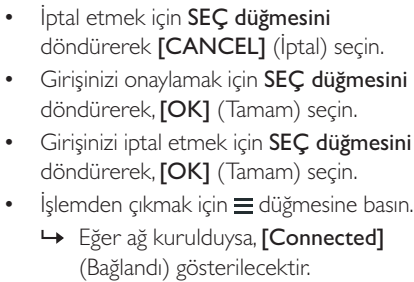 • İptal etmek için SEÇ düğmesini
döndürerek [CANCEL] (İptal) seçin.
• Girişinizi onaylamak için SEÇ düğmesini
döndürerek, [OK] (Tamam) seçin.
• Girişinizi iptal etmek için SEÇ düğmesini
döndürerek, [OK] (Tamam) seçin.
• İşlemden çıkmak için ☰ düğmesine basın.
↳ Eğer ağ kurulduysa, [Connected]
(Bağlandı) gösterilecektir.